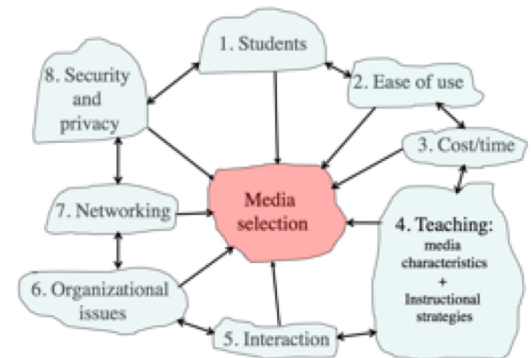 1. Students
2. Ease of use
3. Cost/time
4. Teaching:
media
characteristics
+
Instructional
strategies
5. Interaction
6. Organizational
issues
7. Networking
8. Security
and
privacy
Media
selection